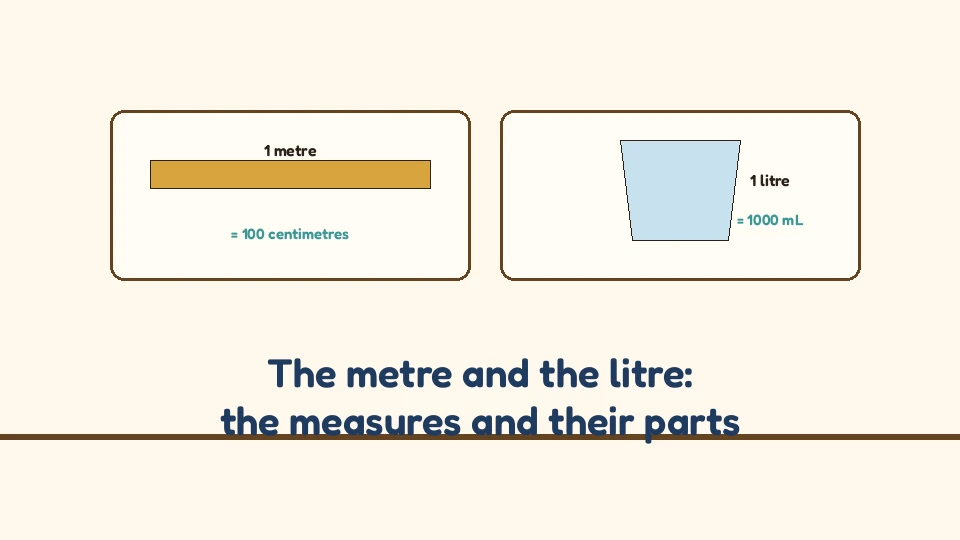 1 metre
= 100 centimetres
1 litre
= 1000 mL
The metre and the litre:
the measures and their parts